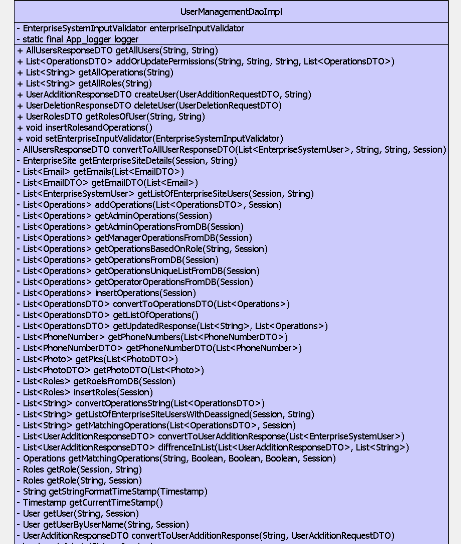 UserManagementDaoImpl
- EnterpriseSystemInputValidator enterpriseInputValidator
- static final App_logger logger
+ AllUsersResponseDTO getAllUsers(String, String)
+ List<OperationsDTO> addOrUpdatePermissions(String, String, String, List<OperationsDTO>)
+ List<String> getAllOperations(String)
+ List<String> getAllRoles(String)
+ UserAdditionResponseDTO createUser(UserAdditionRequestDTO, String)
+ UserDeletionResponseDTO deleteUser(UserDeletionRequestDTO)
+ UserRolesDTO getRolesOfUser(String, String)
+ void insertRolesandOperations()
+ void setEnterpriseInputValidator(EnterpriseSystemInputValidator)
- AllUsersResponseDTO convertToAllUserResponseDTO(List<EnterpriseSystemUser>, String, String, Session)
- EnterpriseSite getEnterpriseSiteDetails(Session, String)
- List<Email> getEmails(List<EmailDTO>)
- List<EmailDTO> getEmailDTO(List<Email>)
- List<EnterpriseSystemUser> getListOfEnterpriseSiteUsers(Session, String)
- List<Operations> addOperations(List<OperationsDTO>, Session)
- List<Operations> getAdminOperations(Session)
- List<Operations> getAdminOperationsFromDB(Session)
- List<Operations> getManagerOperationsFromDB(Session)
- List<Operations> getOperationsBasedOnRole(String, Session)
- List<Operations> getOperationsFromDB(Session)
- List<Operations> getOperationsUniqueListFromDB(Session)
- List<Operations> getOperatorOperationsFromDB(Session)
- List<Operations> insertOperations(Session)
- List<OperationsDTO> convertToOperationsDTO(List<Operations>)
- List<OperationsDTO> getListOfOperations()
- List<OperationsDTO> getUpdatedResponse(List<String>, List<Operations>)
- List<PhoneNumber> getPhoneNumbers(List<PhoneNumberDTO>)
- List<PhoneNumberDTO> getPhoneNumberDTO(List<PhoneNumber>)
- List<Photo> getPics(List<PhotoDTO>)
- List<PhotoDTO> getPhotoDTO(List<Photo>)
- List<Roles> getRoelsFromDB(Session)
- List<Roles> insertRoles(Session)
- List<String> convertOperationsString(List<OperationsDTO>)
- List<String> getListOfEnterpriseSiteUsersWithDeassigned(Session, String)
- List<String> getMatchingOperations(List<OperationsDTO>, Session)
- List<UserAdditionResponseDTO> convertToUserAdditionResponse(List<EnterpriseSystemUser>)
- List<UserAdditionResponseDTO> diffrenceInList(List<UserAdditionResponseDTO>, List<String>)
- Operations getMatchingOperations(String, Boolean, Boolean, Boolean, Session)
- Roles getRole(Session, String)
- Roles getRole(String, Session)
- String getStringFormatTimeStamp(Timestamp)
- Timestamp getCurrentTimeStamp()
- User getUser(String, Session)
- User getUserByUserName(String, Session)
- UserAdditionResponseDTO convertToUserAdditionResponse(String, UserAdditionRequestDTO)